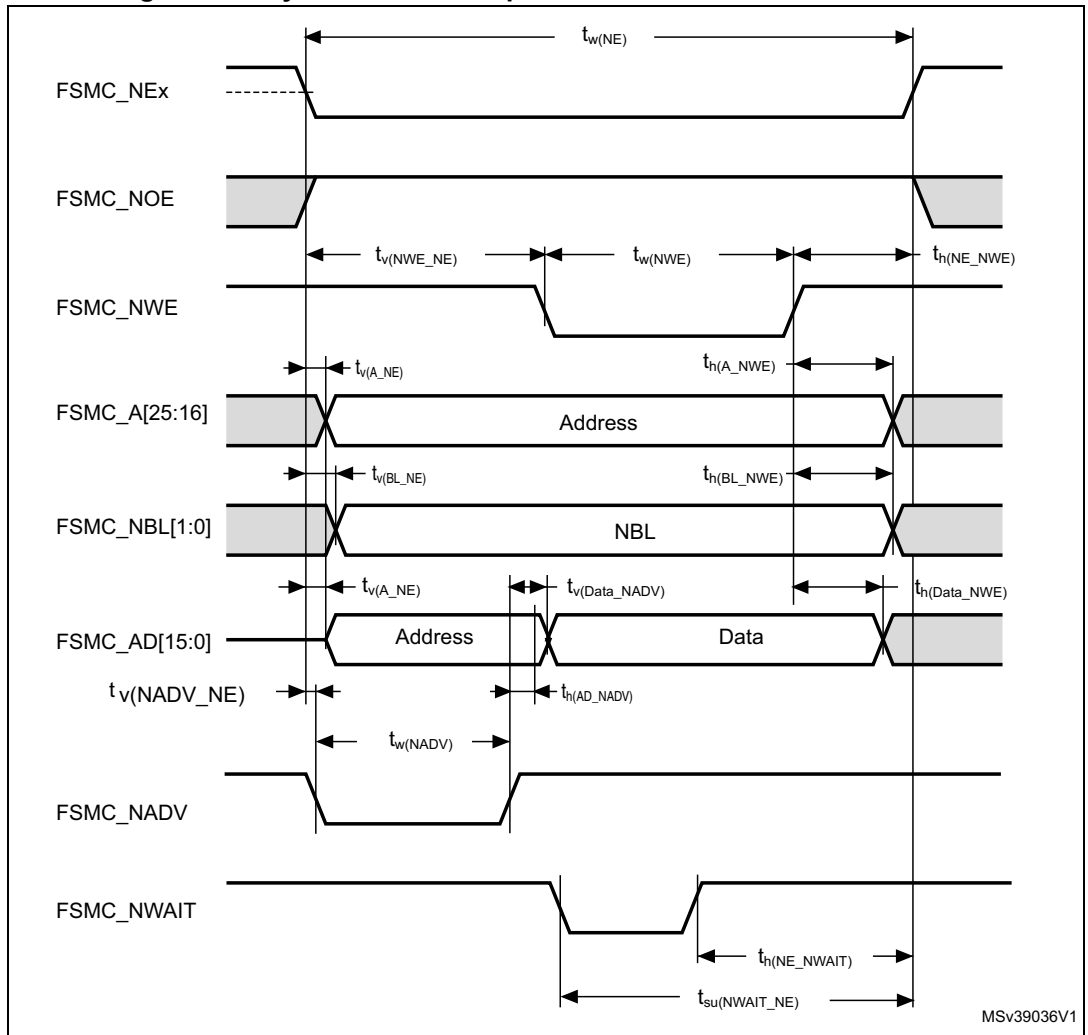 tw(NE)
FSMC_NEx
FSMC_NOE
tv(NWE_NE) tw(NWE) th(NE_NWE)
FSMC_NWE
tv(A_NE) th(A_NWE)
FSMC_A[25:16] Address
tv(BL_NE) th(BL_NWE)
FSMC_NBL[1:0] NBL
tv(A_NE) tv(Data_NADV) th(Data_NWE)
FSMC_AD[15:0] Address Data
t v(NADV_NE) th(AD_NADV)
tw(NADV)
FSMC_NADV
FSMC_NWAIT
th(NE_NWAIT)
tsu(NWAIT_NE)
MSv39036V1